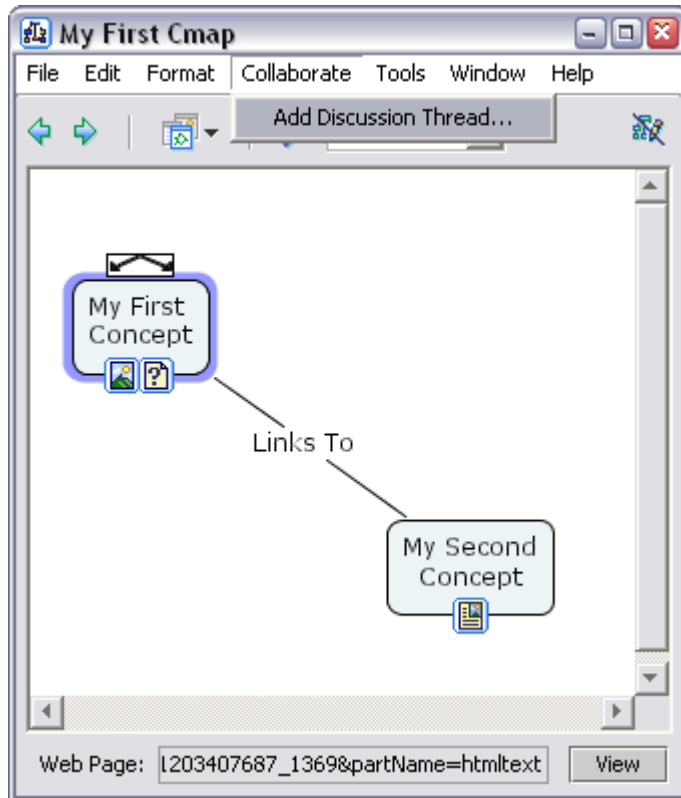 My First Cmap
File Edit Format Collaborate Tools Window Help
Add Discussion Thread...
My First
Concept
Links To
My Second
Concept
Web Page: 1203407687_1369&partName=htmltext View